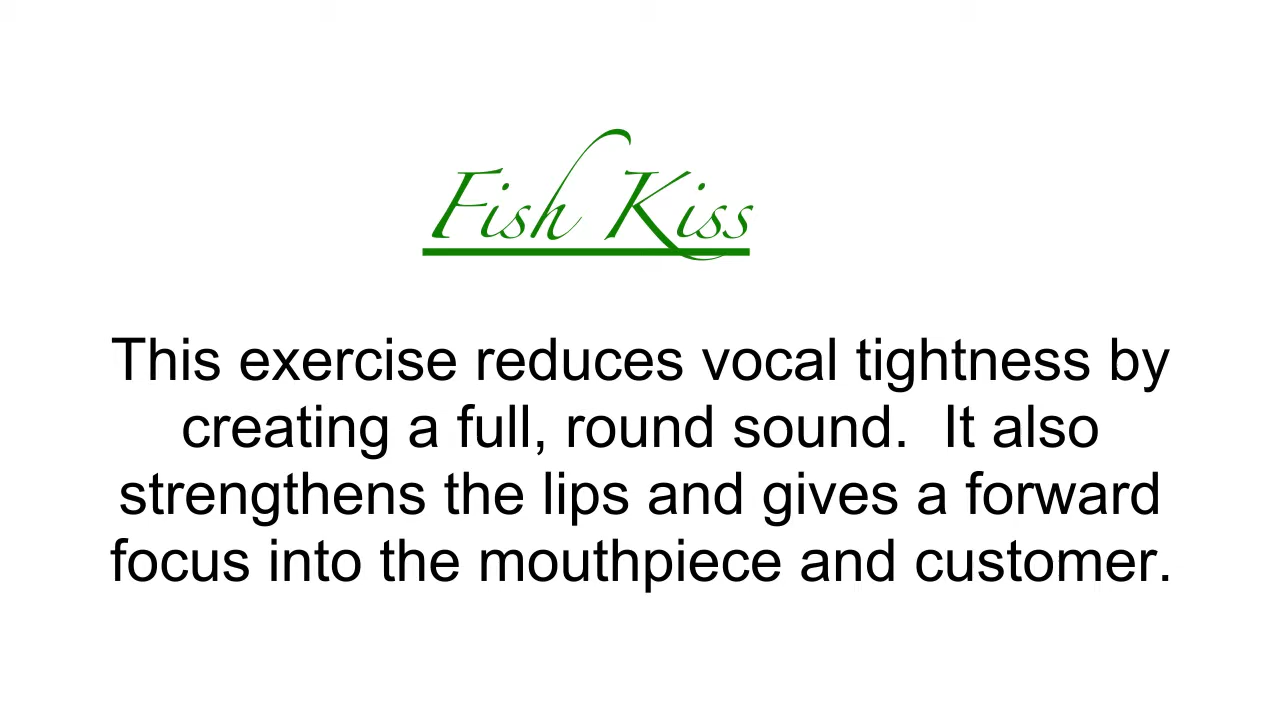 Fish Kiss
This exercise reduces vocal tightness by
creating a full, round sound.  It also
strengthens the lips and gives a forward
focus into the mouthpiece and customer.